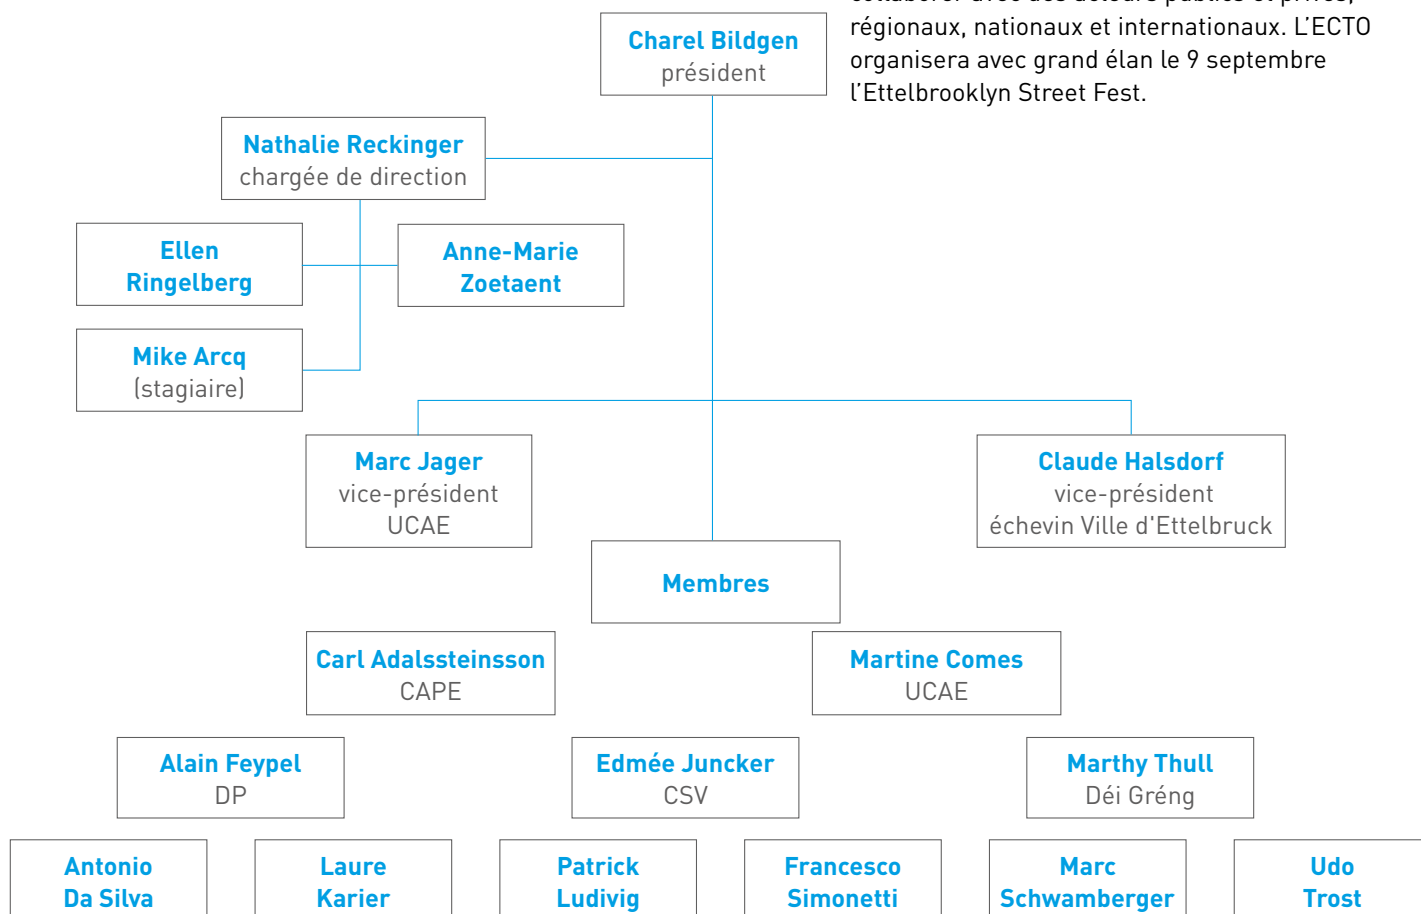 régionaux, nationaux et internationaux. L'ECTO
organisera avec grand élan le 9 septembre
l'Ettelbrooklyn Street Fest.
Charel Bildgen
président
Nathalie Reckinger
chargée de direction
Ellen
Ringelberg
Anne-Marie
Zoetaent
Mike Arcq
(stagiaire)
Marc Jager
vice-président
UCAE
Claude Halsdorf
vice-président
échevin Ville d'Ettelbruck
Membres
Carl Adalssteinsson
CAPE
Martine Comes
UCAE
Alain Feypel
DP
Edmée Juncker
CSV
Marthy Thull
Déi Gréng
Antonio
Da Silva
Laure
Karier
Patrick
Ludivig
Francesco
Simonetti
Marc
Schwamberger
Udo
Trost